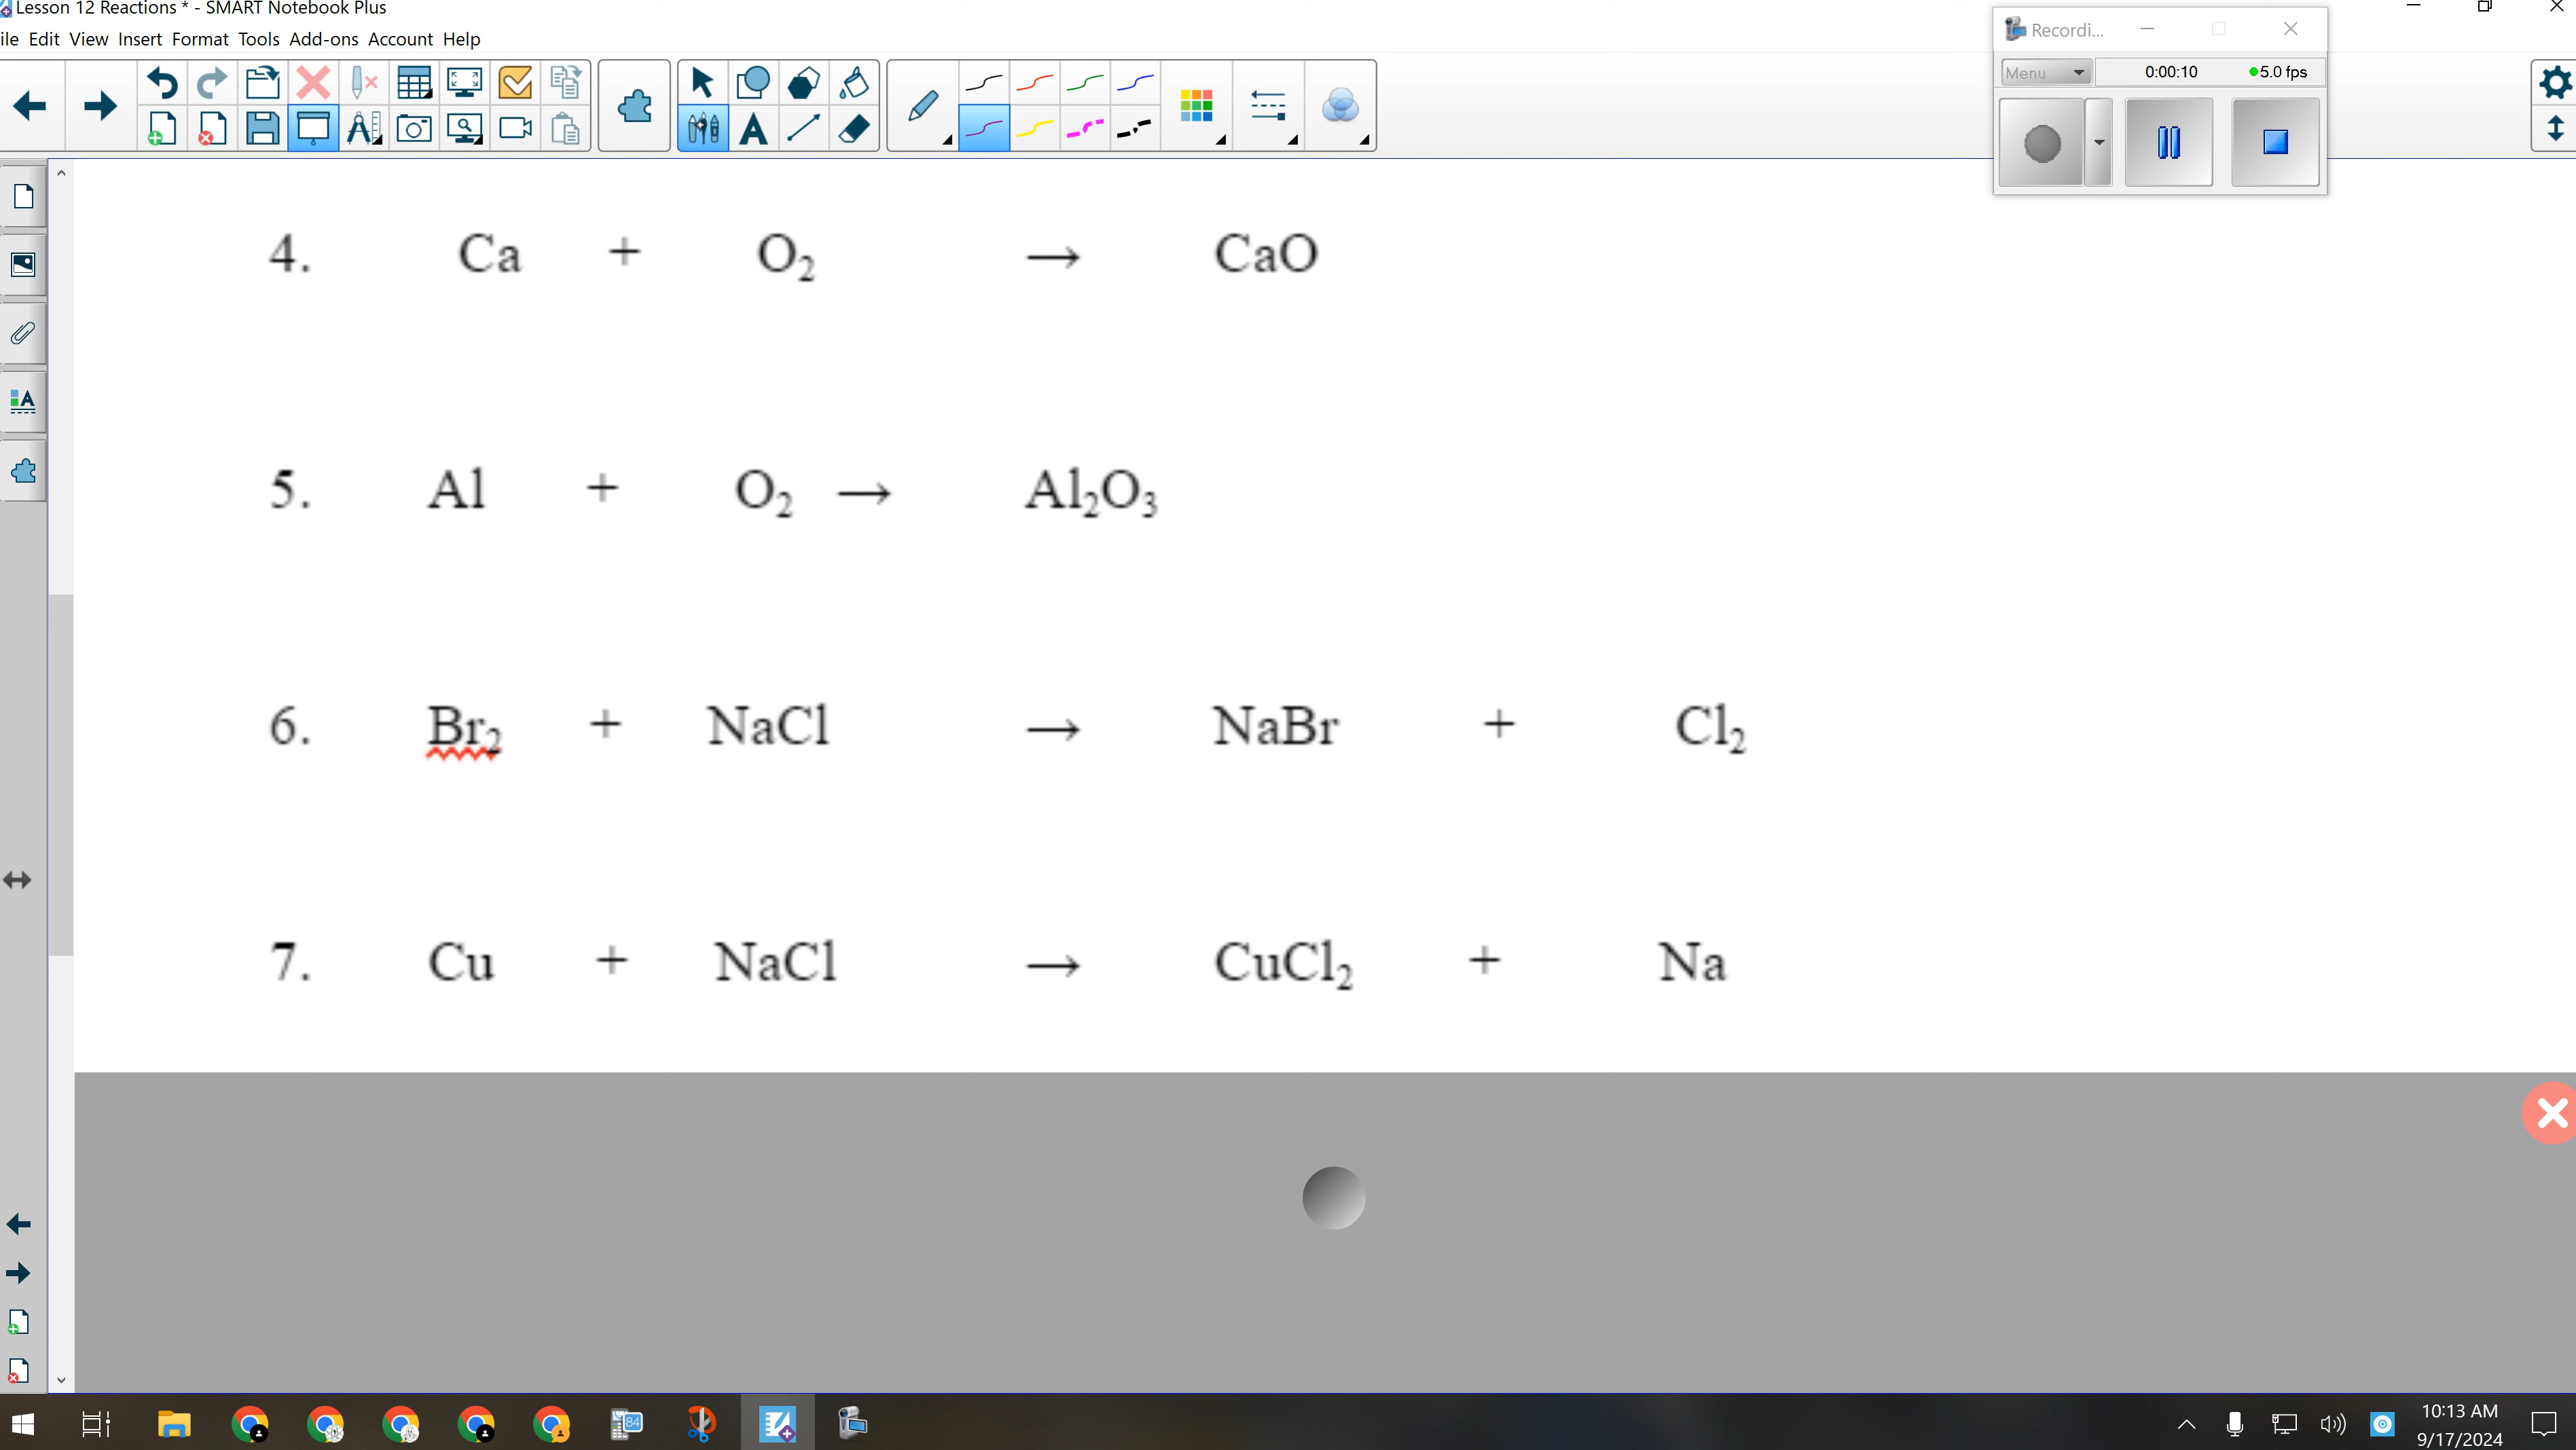 Lesson 12 Reactions * - SMART Notebook Plus
ile Edit View Insert Format Tools Add-ons Account Help
Recordi...
Menu 0:00:10 5.0 fps
4. Ca + O₂ → CaO
5. Al + O₂ → Al₂O₃
6. Br₂ + NaCl → NaBr + Cl₂
7. Cu + NaCl → CuCl₂ + Na
84
10:13 AM
9/17/2024